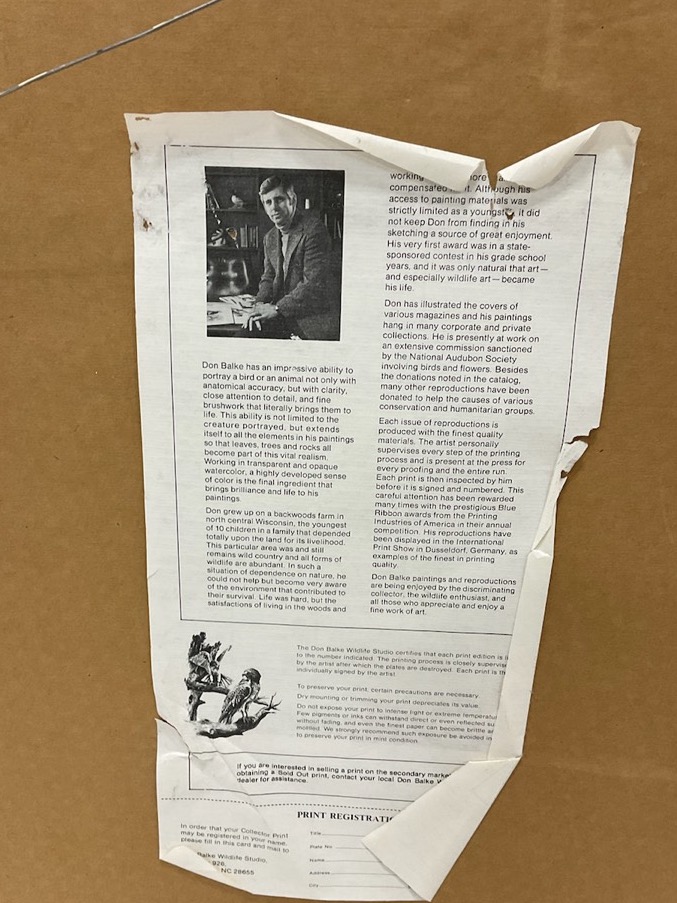 Don Balke has an impressive ability to
portray a bird or an animal not only with
anatomical accuracy, but with clarity,
close attention to detail, and fine
brushwork that literally brings them to
life. This ability is not limited to the
creature portrayed, but extends
itself to all the elements in his paintings
so that leaves, trees and rocks all
become part of this vital realism.
Working in transparent and opaque
watercolor, a highly developed sense
of color is the final ingredient that
brings brilliance and life to his
paintings.
Don grew up on a backwoods farm in
north central Wisconsin, the youngest
of 10 children in a family that depended
totally upon the land for its livelihood.
This particular area was and still
remains wild country and all forms of
wildlife are abundant. In such a
situation of dependence on nature, he
could not help but become very aware
of the environment that contributed to
their survival. Life was hard, but the
satisfactions of living in the woods and
working
compensated it. Although his
access to painting materials was
strictly limited as a youngster, it did
not keep Don from finding in his
sketching a source of great enjoyment.
His very first award was in a state-
sponsored contest in his grade school
years, and it was only natural that art—
and especially wildlife art—became
his life.
Don has illustrated the covers of
various magazines and his paintings
hang in many corporate and private
collections. He is presently at work on
an extensive commission sanctioned
by the National Audubon Society
involving birds and flowers. Besides
the donations noted in the catalog,
many other reproductions have been
donated to help the causes of various
conservation and humanitarian groups.
Each issue of reproductions is
produced with the finest quality
materials. The artist personally
supervises every step of the printing
process and is present at the press for
every proofing and the entire run.
Each print is then inspected by him
before it is signed and numbered. This
careful attention has been rewarded
many times with the prestigious Blue
Ribbon awards from the Printing
Industries of America in their annual
competition. His reproductions have
been displayed in the International
Print Show in Dusseldorf, Germany, as
examples of the finest in printing
quality.
Don Balke paintings and reproductions
are being enjoyed by the discriminating
collector, the wildlife enthusiast, and
all those who appreciate and enjoy a
fine work of art.
The Don Balke Wildlife Studio certifies that each print edition is
to the number indicated. The printing process is closely
by the artist after which the plates are destroyed. Each print is
individually signed by the artist.
To preserve your print, certain precautions are necessary.
Dry mounting or trimming your print depreciates its value.
Do not expose your print to intense light or extreme
Few pigments or inks can withstand direct or even reflected
without fading, and even the finest paper can become brittle
mottled. We strongly recommend such exposure be avoided
to preserve your print in mint condition.
If you are interested in selling a print on the secondary
obtaining a Sold Out print, contact your local Don Balke
dealer for assistance.
PRINT
In order that your Collector Print
may be registered in your name,
please fill in this card and mail to
Balke Wildlife Studio,
926,
NC 28655
Title
Plate No
Name
Address
City